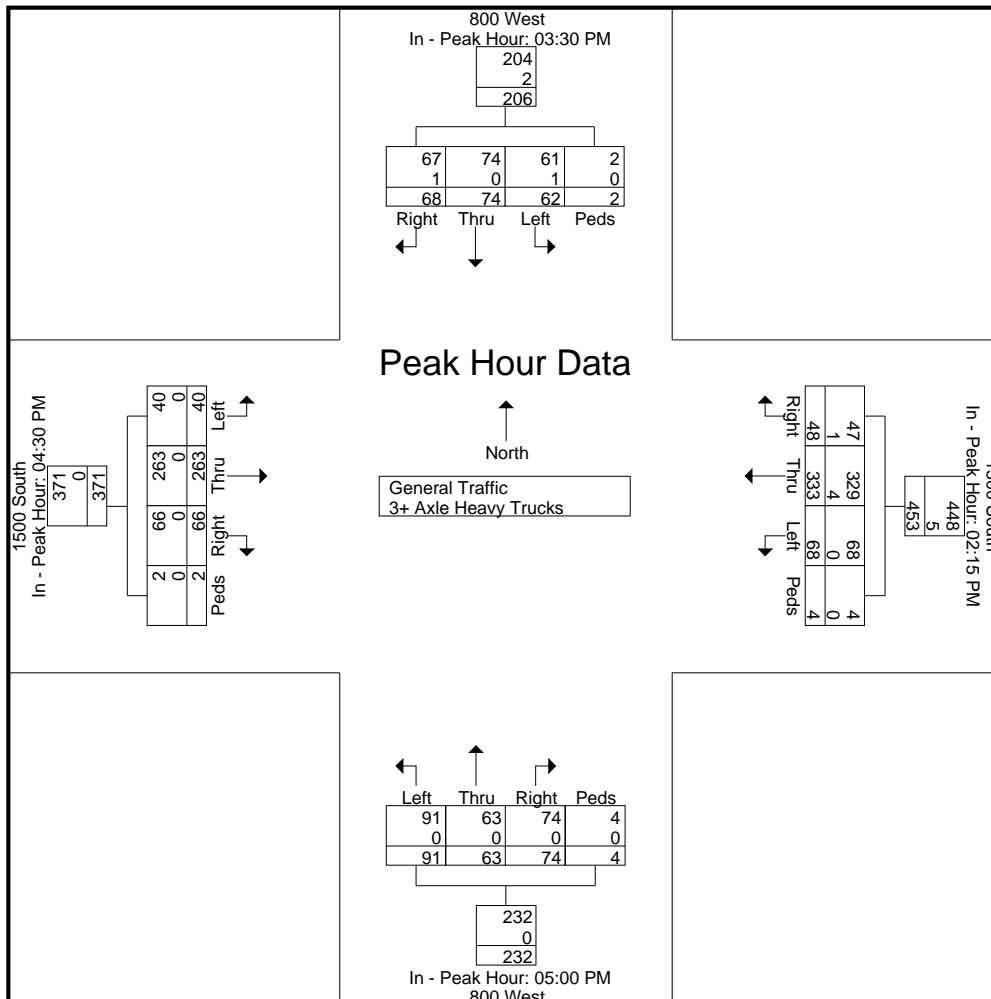 800 West
In - Peak Hour: 03:30 PM
204
2
206
67 74 61 2
1 0 1 0
68 74 62 2
Right Thru Left Peds
Peak Hour Data
North
General Traffic
3+ Axle Heavy Trucks
1500 South
In - Peak Hour: 04:30 PM
371
0
371
40 263 66 2
0 0 0 0
40 263 66 2
Left Thru Right Peds
South
In - Peak Hour: 02:15 PM
448
5
453
47 329 68 4
1 4 0 0
48 333 68 4
Right Thru Left Peds
Left Thru Right Peds
91 63 74 4
0 0 0 0
91 63 74 4
232
0
232
In - Peak Hour: 05:00 PM
800 West